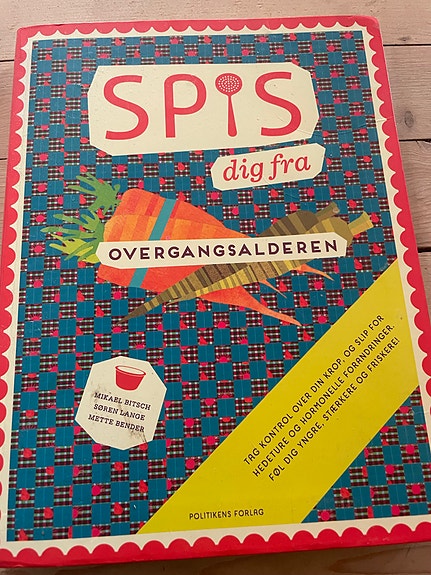 SPIS
dig fra
OVERGANGSALDEREN
MIKAEL BITSCH
SØREN LANGE
METTE BENDER
TAG KONTROL OVER DIN KROP, OG SLIP FOR
HEDETURE OG HORMONELLE FORANDRINGER.
FØL DIG YNGRE, STÆRKERE OG FRISKERE!
POLITIKENS FORLAG